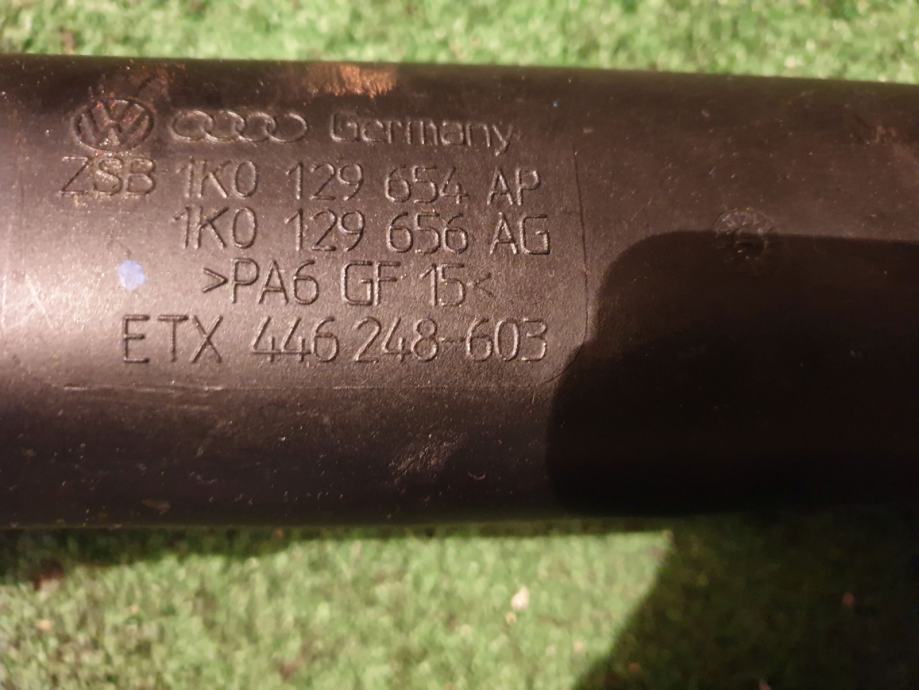 Germany
ZSB 1K0 129 654 AP
1K0 129 656 AG
>PA6 GF 15<
ETX 446 248-603